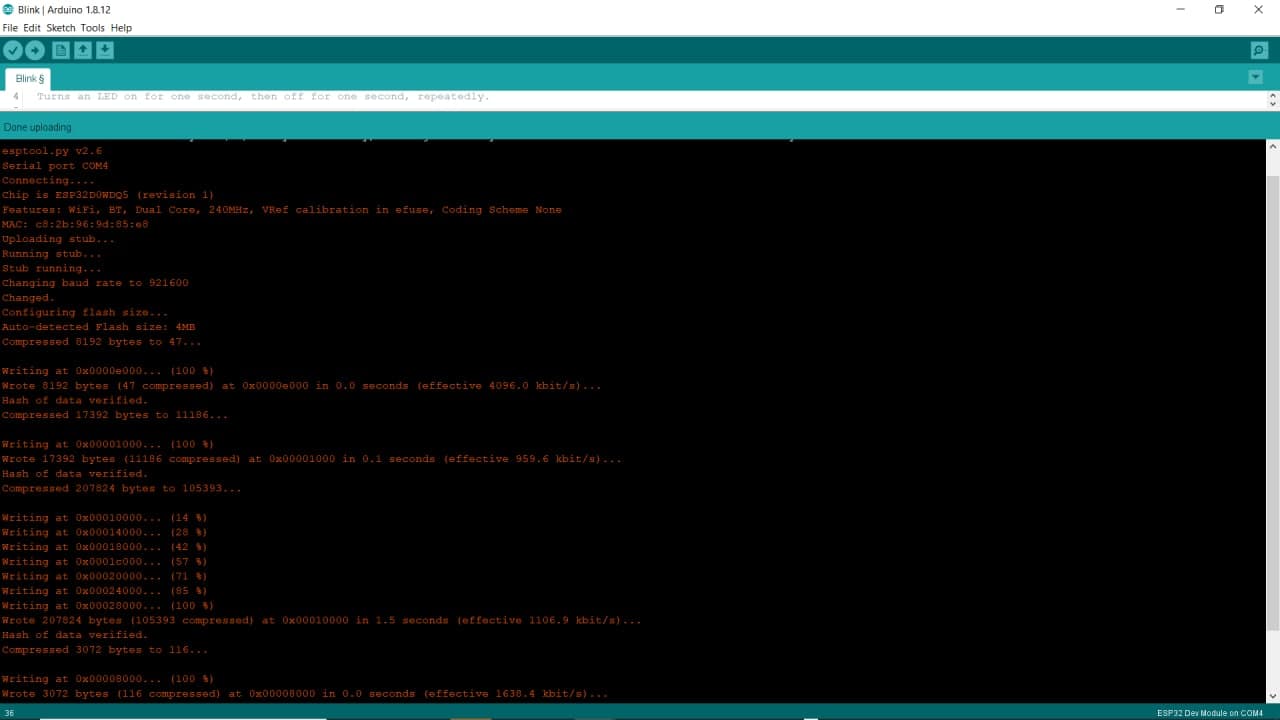 Blink | Arduino 1.8.12
File Edit Sketch Tools Help
Blink §
4 Turns an LED on for one second, then off for one second, repeatedly.
Done uploading
esptool.py v2.6
Serial port COM4
Connecting....
Chip is ESP32D0WDQ5 (revision 1)
Features: WiFi, BT, Dual Core, 240MHz, VRef calibration in efuse, Coding Scheme None
MAC: c8:2b:96:9d:85:e8
Uploading stub...
Running stub...
Stub running...
Changing baud rate to 921600
Changed.
Configuring flash size...
Auto-detected Flash size: 4MB
Compressed 8192 bytes to 47...
Writing at 0x0000e000... (100 %)
Wrote 8192 bytes (47 compressed) at 0x0000e000 in 0.0 seconds (effective 4096.0 kbit/s)...
Hash of data verified.
Compressed 17392 bytes to 11186...
Writing at 0x00001000... (100 %)
Wrote 17392 bytes (11186 compressed) at 0x00001000 in 0.1 seconds (effective 959.6 kbit/s)...
Hash of data verified.
Compressed 207824 bytes to 105393...
Writing at 0x00010000... (14 %)
Writing at 0x00014000... (28 %)
Writing at 0x00018000... (42 %)
Writing at 0x0001c000... (57 %)
Writing at 0x00020000... (71 %)
Writing at 0x00024000... (85 %)
Writing at 0x00028000... (100 %)
Wrote 207824 bytes (105393 compressed) at 0x00010000 in 1.5 seconds (effective 1106.9 kbit/s)...
Hash of data verified.
Compressed 3072 bytes to 116...
Writing at 0x00008000... (100 %)
Wrote 3072 bytes (116 compressed) at 0x00008000 in 0.0 seconds (effective 1638.4 kbit/s)...
36 ESP32 Dev Module on COM4